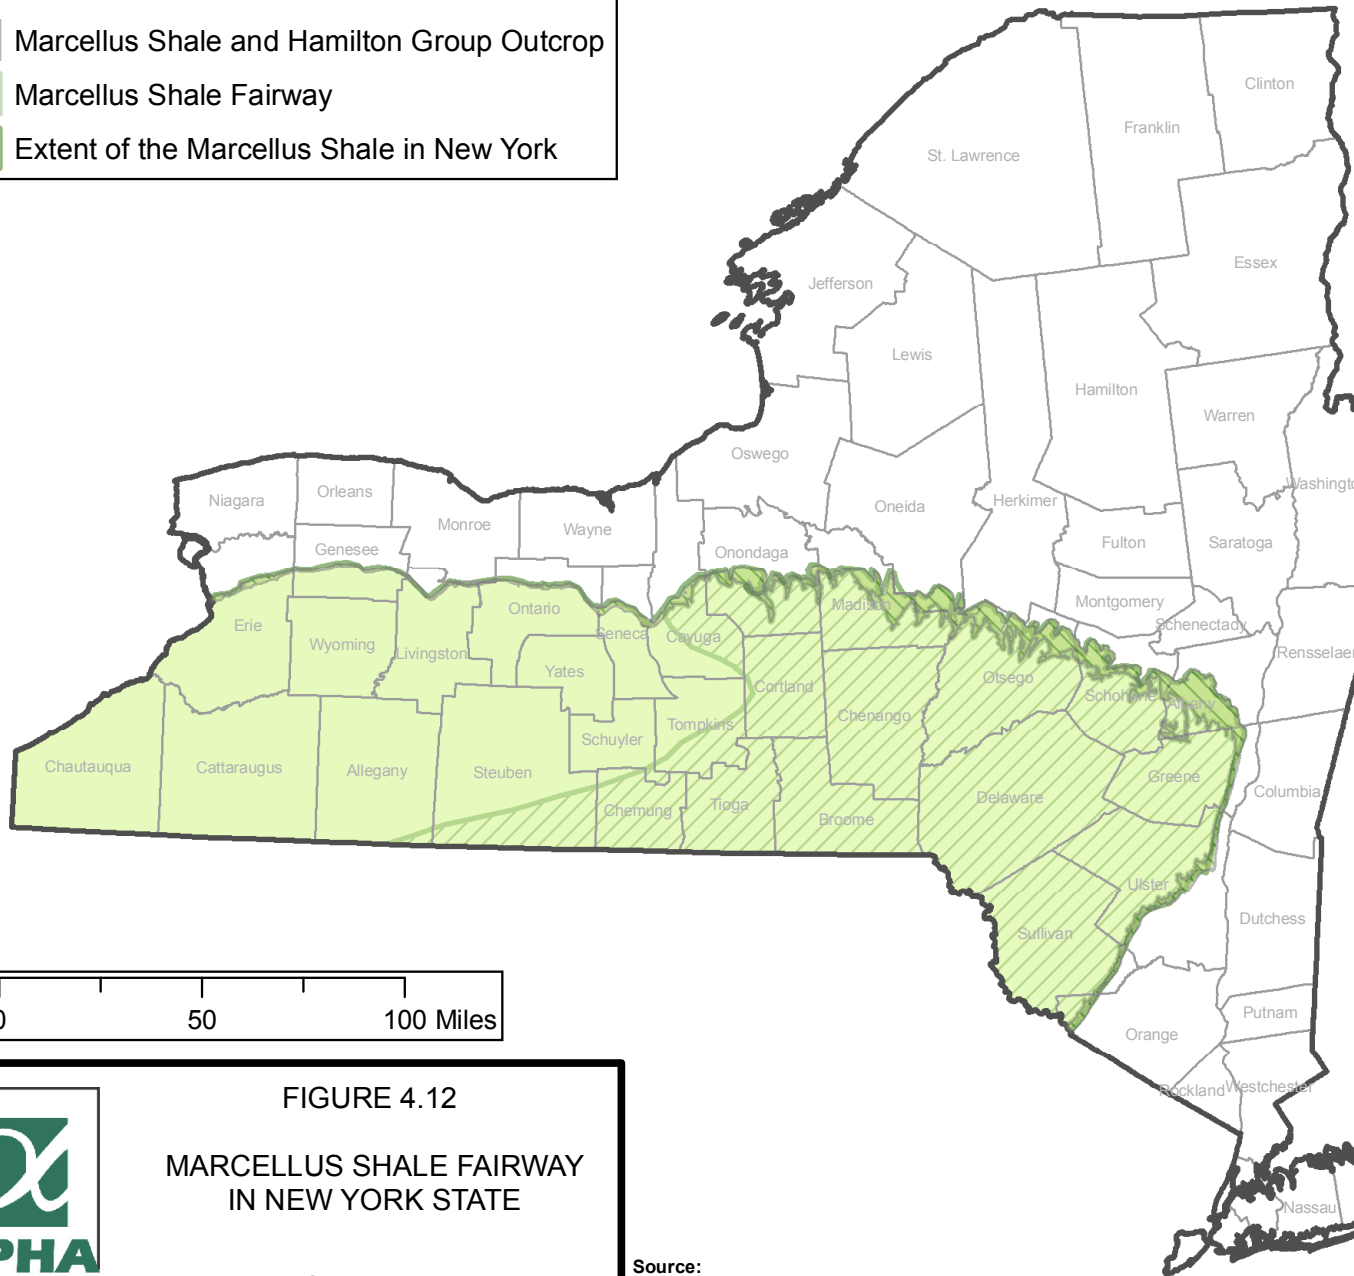 Marcellus Shale and Hamilton Group Outcrop
Marcellus Shale Fairway
Extent of the Marcellus Shale in New York
Clinton
Franklin
St. Lawrence
Essex
Jefferson
Lewis
Hamilton
Warren
Oswego
Washingto
Niagara
Orleans
Monroe
Wayne
Oneida
Herkimer
Genesee
Onondaga
Fulton
Saratoga
Madison
Montgomery
Ontario
Schenectady
Erie
Wyoming
Livingston
Seneca
Cayuga
Rensselaer
Yates
Cortland
Otsego
Schoharie
Albany
Chenango
Tompkins
Schuyler
Chautauqua
Cattaraugus
Allegany
Steuben
Greene
Columbia
Chemung
Tioga
Broome
Delaware
Ulster
Sullivan
Dutchess
0 50 100 Miles
Putnam
Orange
Rockland
Westchester
Nassau
FIGURE 4.12
MARCELLUS SHALE FAIRWAY
IN NEW YORK STATE
PHA
Source: